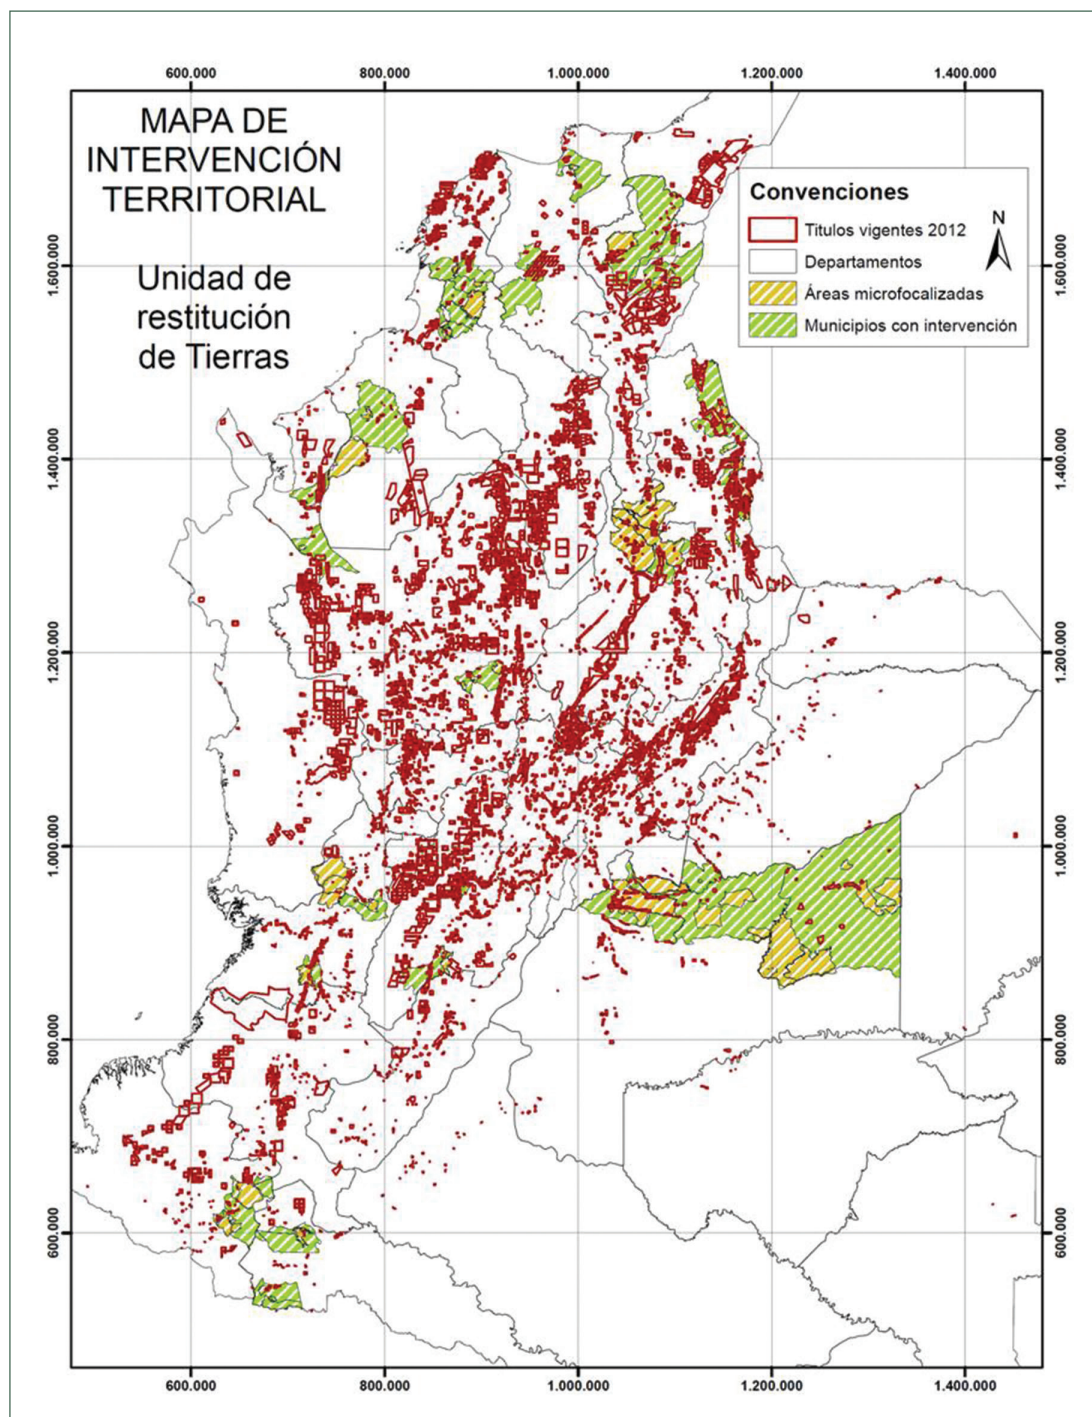 600.000 800.000 1.000.000 1.200.000 1.400.000
MAPA DE
INTERVENCIÓN
TERRITORIAL
Unidad de
restitución
de Tierras
Convenciones
Titulos vigentes 2012
Departamentos
Áreas microfocalizadas
Municipios con intervención
N
1.600.000
1.400.000
1.200.000
1.000.000
800.000
600.000
1.600.000
1.400.000
1.200.000
1.000.000
800.000
600.000
600.000 800.000 1.000.000 1.200.000 1.400.000